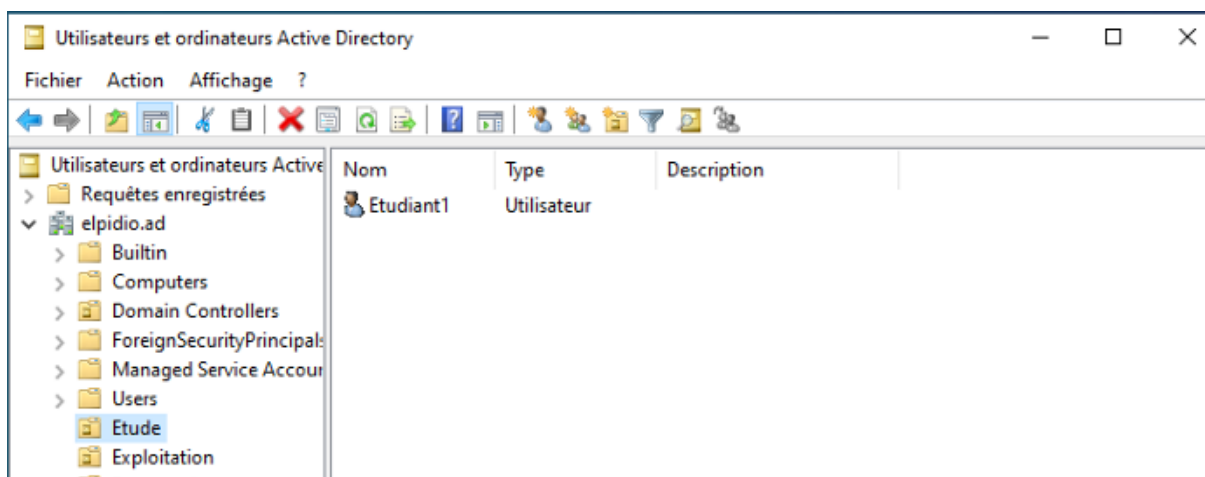 Utilisateurs et ordinateurs Active Directory
Fichier Action Affichage ?
Utilisateurs et ordinateurs Active
Requêtes enregistrées
elpidio.ad
Builtin
Computers
Domain Controllers
ForeignSecurityPrincipals
Managed Service Accour
Users
Etude
Exploitation
Nom Type Description
Etudiant1 Utilisateur